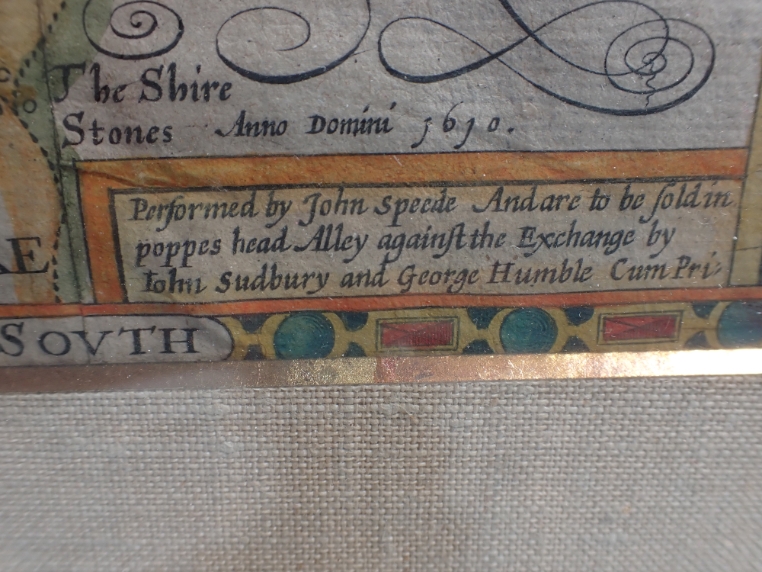 The Shire
Stones Anno Domini 1610.
Performed by John Speede And are to be ſold in
poppes head Alley againſt the Exchange by
Iohn Sudbury and George Humble Cum Pri
SOVTH